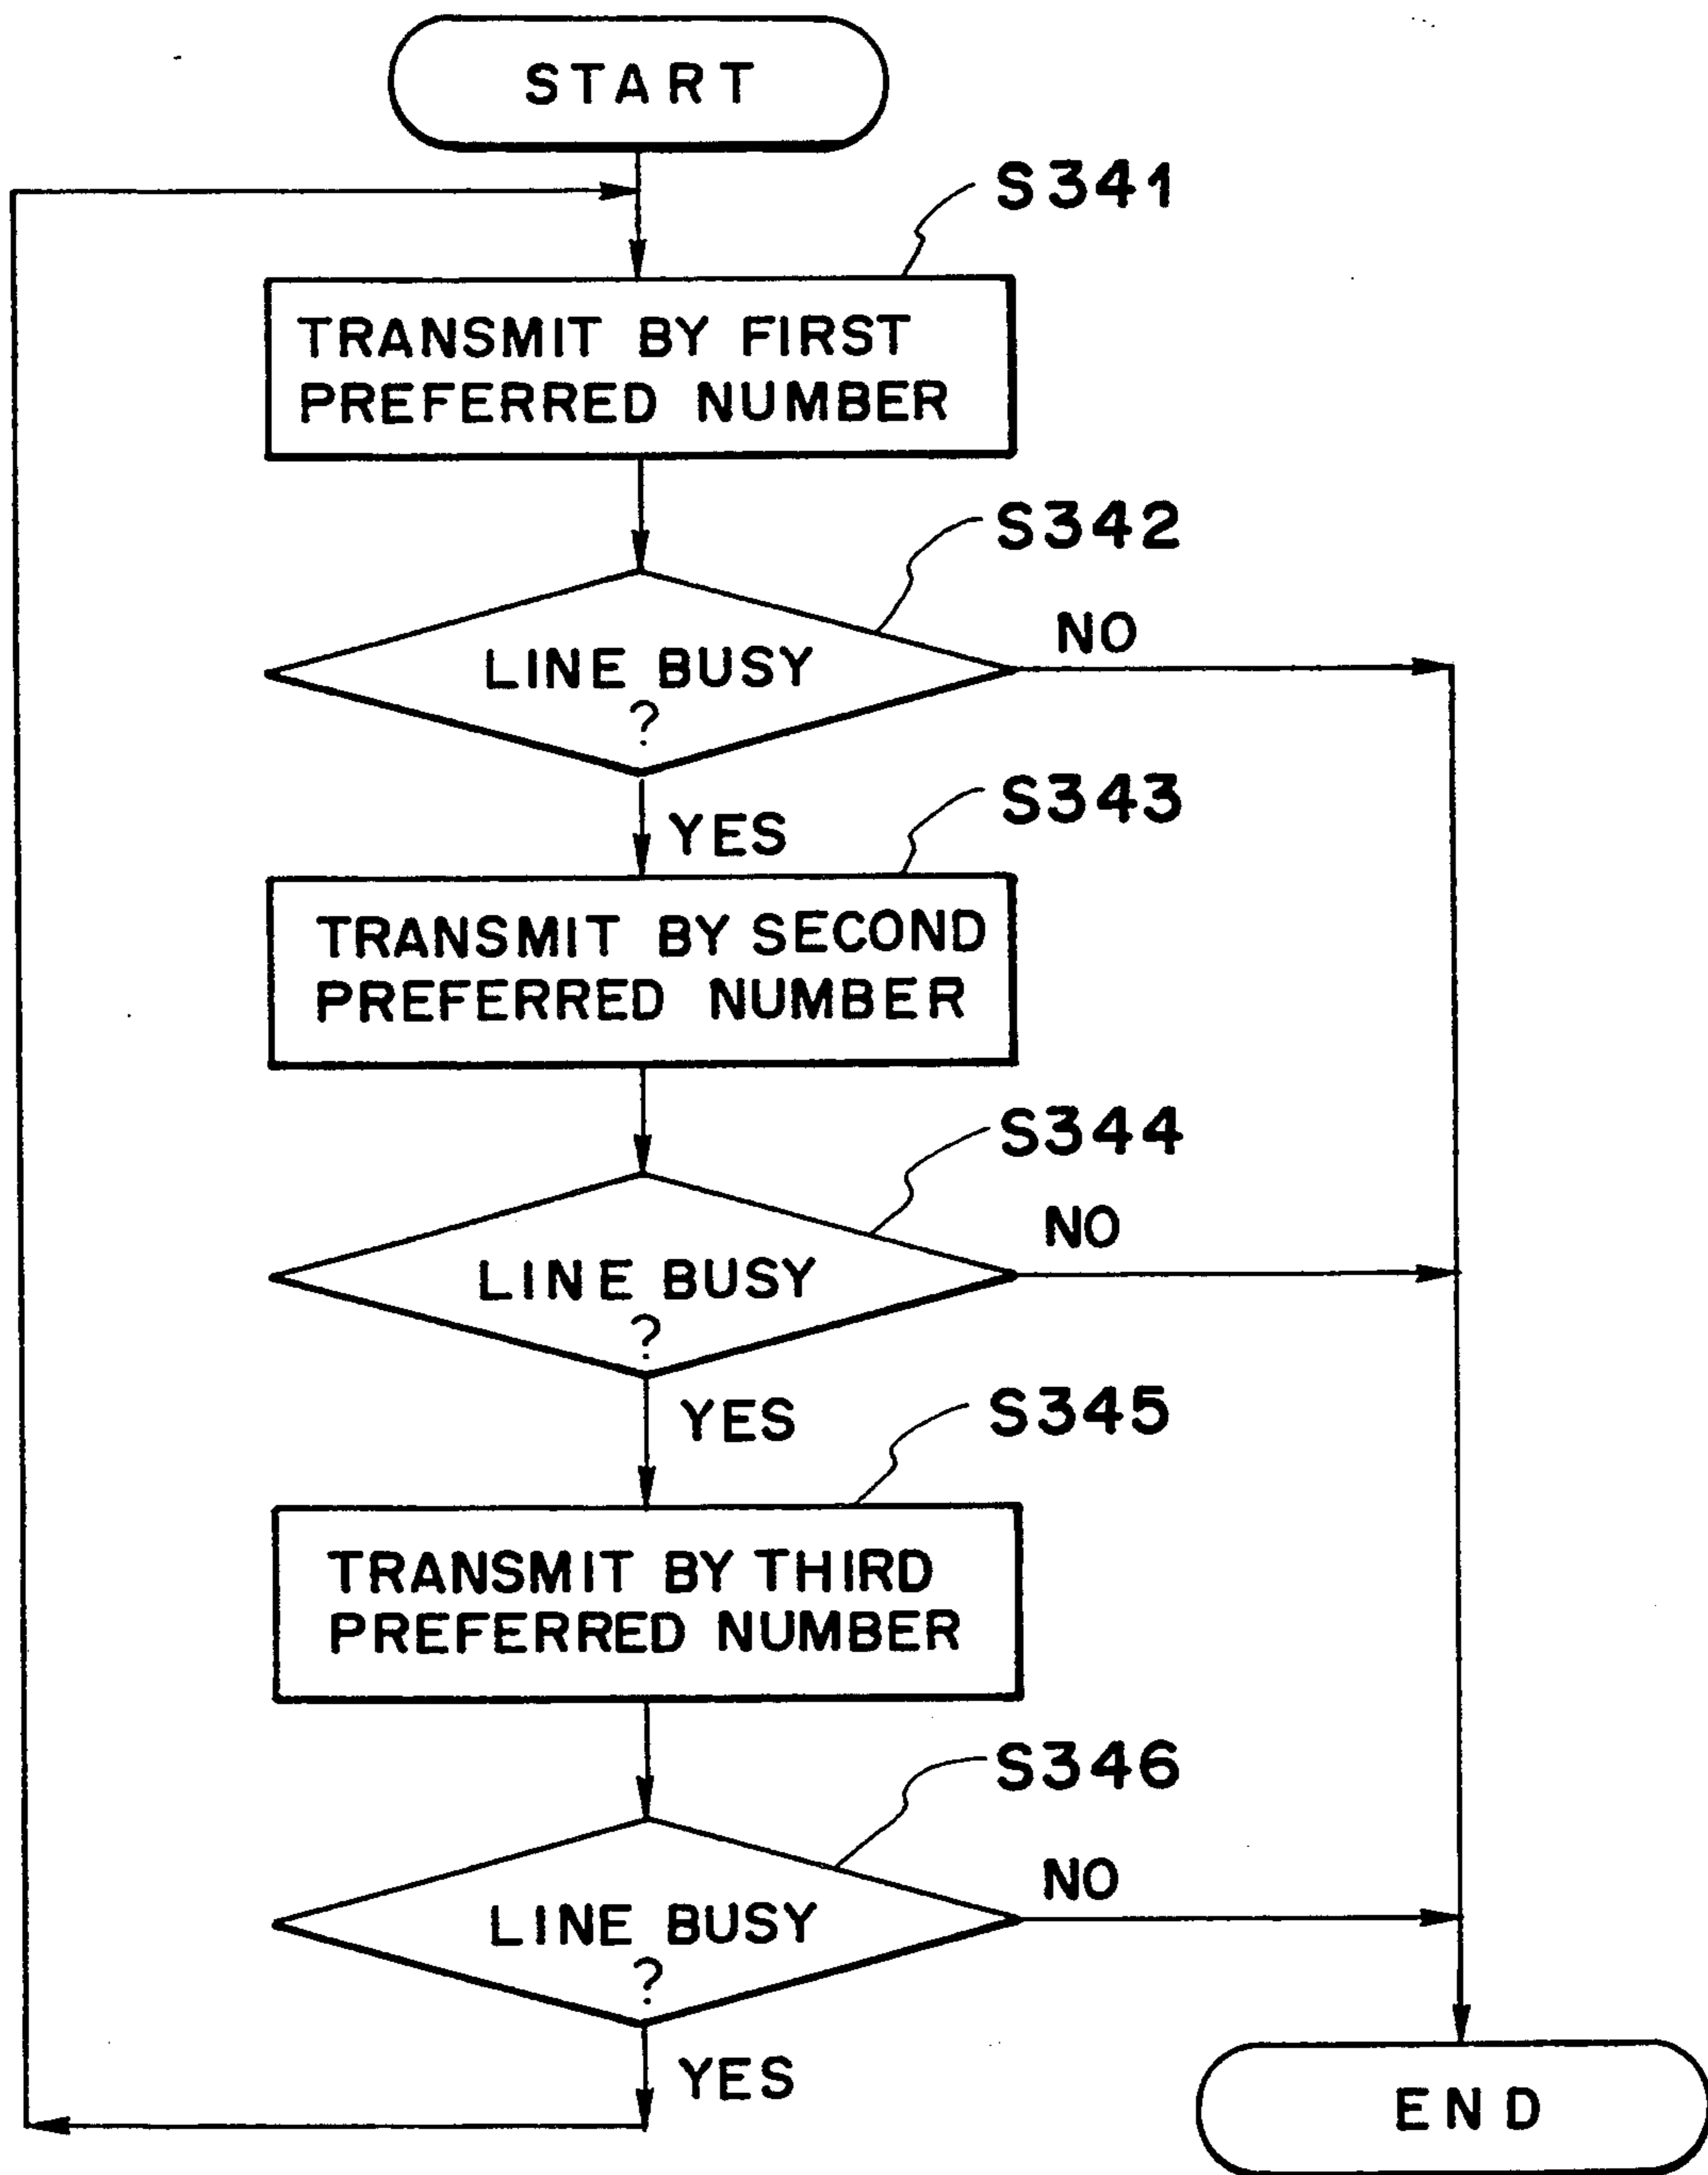 START
S341
TRANSMIT BY FIRST
PREFERRED NUMBER
S342
LINE BUSY
?
NO
YES
S343
TRANSMIT BY SECOND
PREFERRED NUMBER
S344
LINE BUSY
?
NO
YES
S345
TRANSMIT BY THIRD
PREFERRED NUMBER
S346
LINE BUSY
?
NO
YES
END